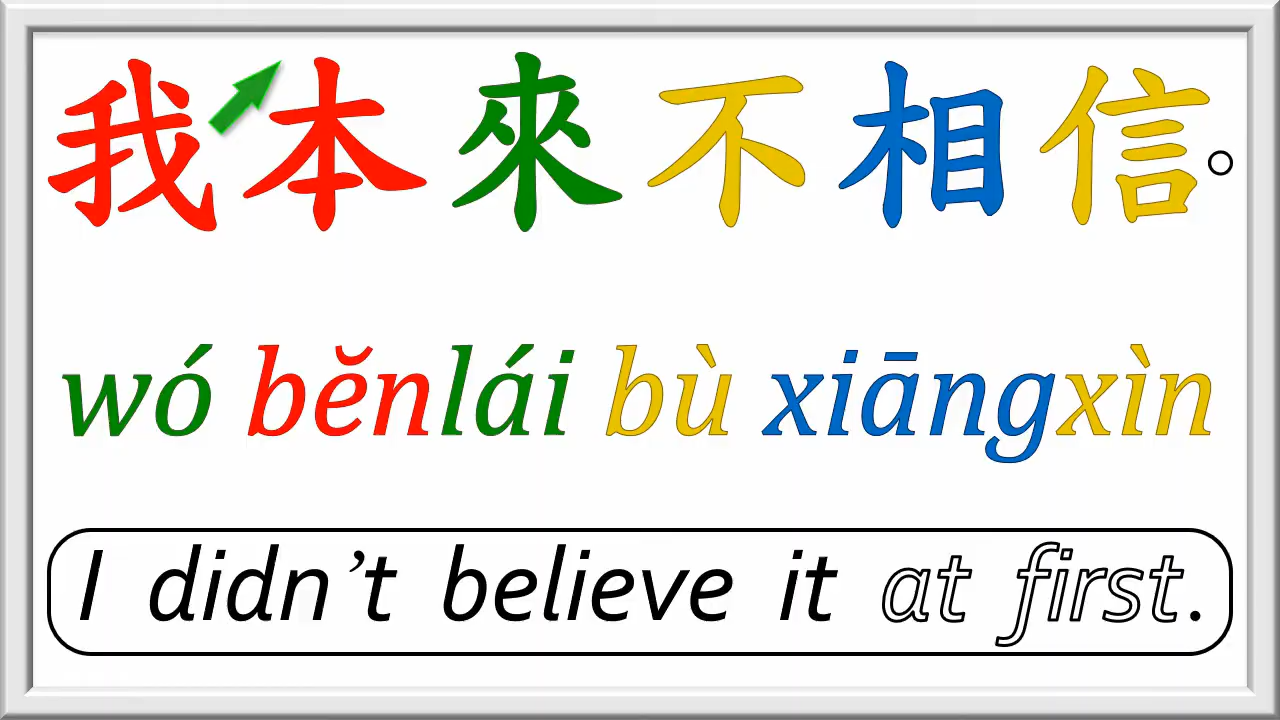 我本來不相信。
wó bĕnlái bù xiāngxìn
I didn’t believe it at first.